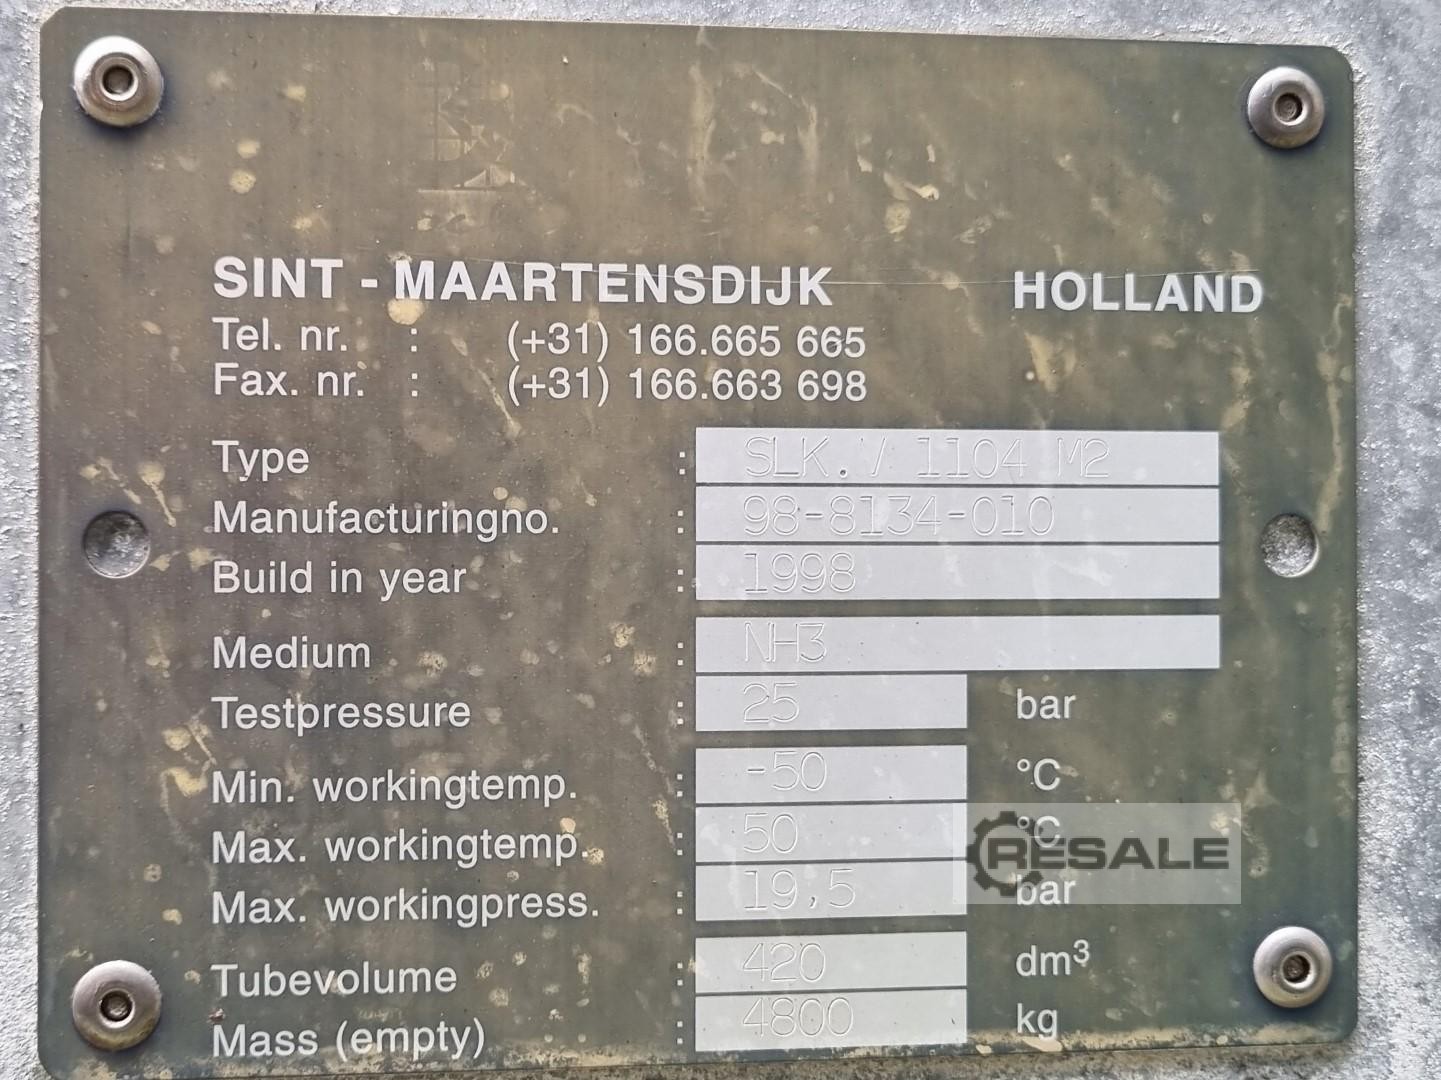 SINT - MAARTENSDIJK HOLLAND
Tel. nr. : (+31) 166.665 665
Fax. nr. : (+31) 166.663 698
Type : SLK.V 1104 M2
Manufacturingno. : 98-8134-010
Build in year : 1998
Medium : NH3
Testpressure : 25 bar
Min. workingtemp. : -50 °C
Max. workingtemp. : 50 °C
RESALE
Max. workingpress. : 19,5 bar
Tubevolume : 420 dm³
Mass (empty) : 4800 kg